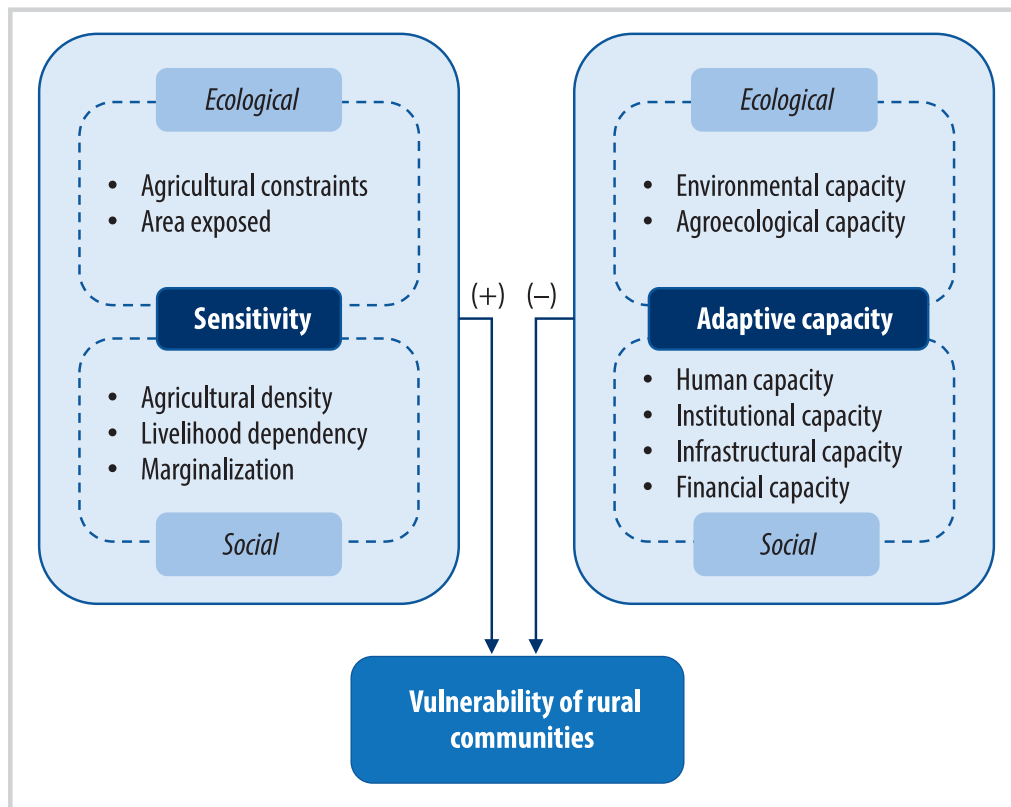 Ecological
• Agricultural constraints
• Area exposed
Sensitivity
• Agricultural density
• Livelihood dependency
• Marginalization
Social
(+)
(–)
Ecological
• Environmental capacity
• Agroecological capacity
Adaptive capacity
• Human capacity
• Institutional capacity
• Infrastructural capacity
• Financial capacity
Social
Vulnerability of rural
communities